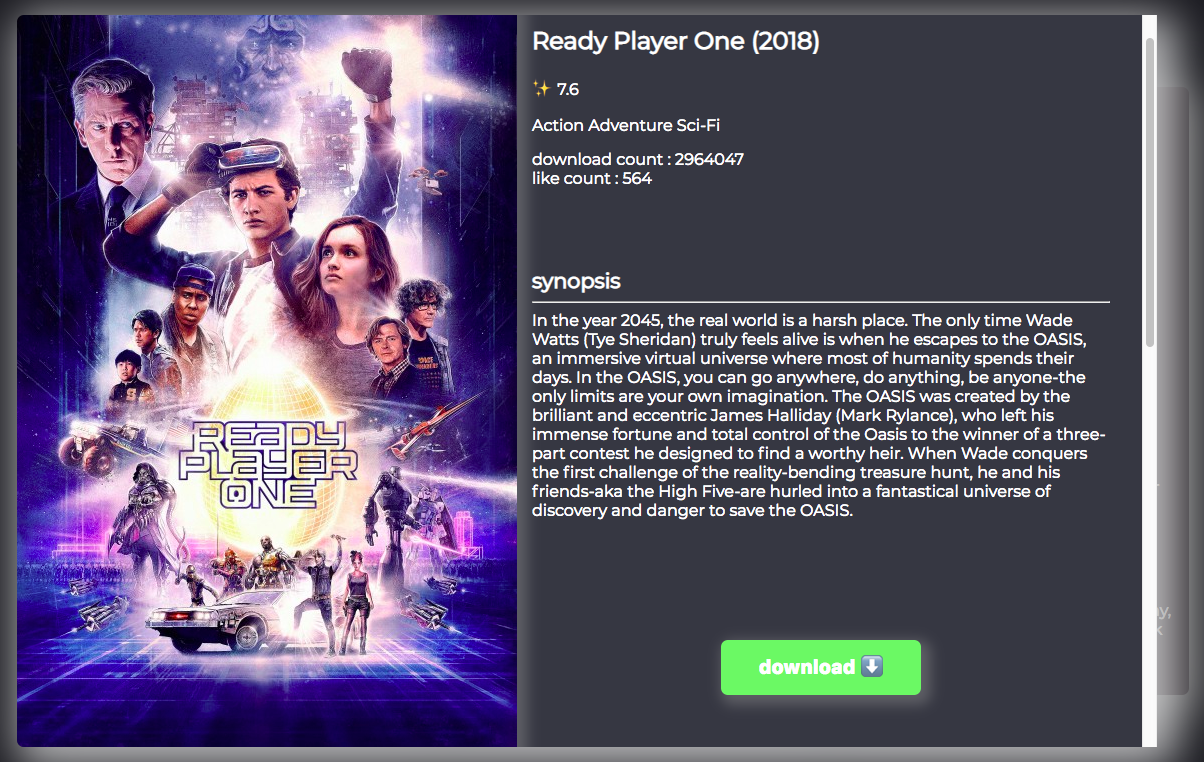 Ready Player One (2018)
✨ 7.6
Action Adventure Sci-Fi
download count : 2964047
like count : 564
synopsis
In the year 2045, the real world is a harsh place. The only time Wade
Watts (Tye Sheridan) truly feels alive is when he escapes to the OASIS,
an immersive virtual universe where most of humanity spends their
days. In the OASIS, you can go anywhere, do anything, be anyone-the
only limits are your own imagination. The OASIS was created by the
brilliant and eccentric James Halliday (Mark Rylance), who left his
immense fortune and total control of the Oasis to the winner of a three-
part contest he designed to find a worthy heir. When Wade conquers
the first challenge of the reality-bending treasure hunt, he and his
friends-aka the High Five-are hurled into a fantastical universe of
discovery and danger to save the OASIS.
download ⬇️
READY
PLAYER
ONE
SPACE
INVADERS
S